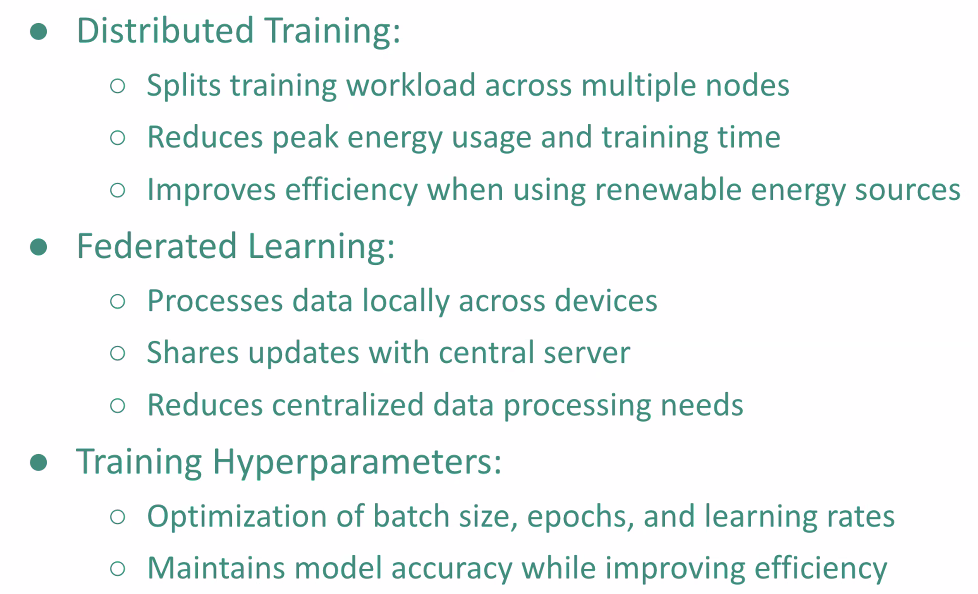 ● Distributed Training:
○ Splits training workload across multiple nodes
○ Reduces peak energy usage and training time
○ Improves efficiency when using renewable energy sources
● Federated Learning:
○ Processes data locally across devices
○ Shares updates with central server
○ Reduces centralized data processing needs
● Training Hyperparameters:
○ Optimization of batch size, epochs, and learning rates
○ Maintains model accuracy while improving efficiency